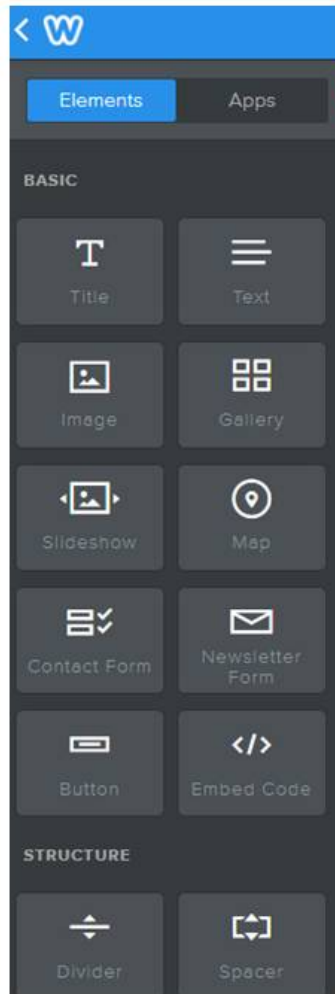 Elements Apps
BASIC
Title Text
Image Gallery
Slideshow Map
Contact Form Newsletter
Form
Button Embed Code
STRUCTURE
Divider Spacer